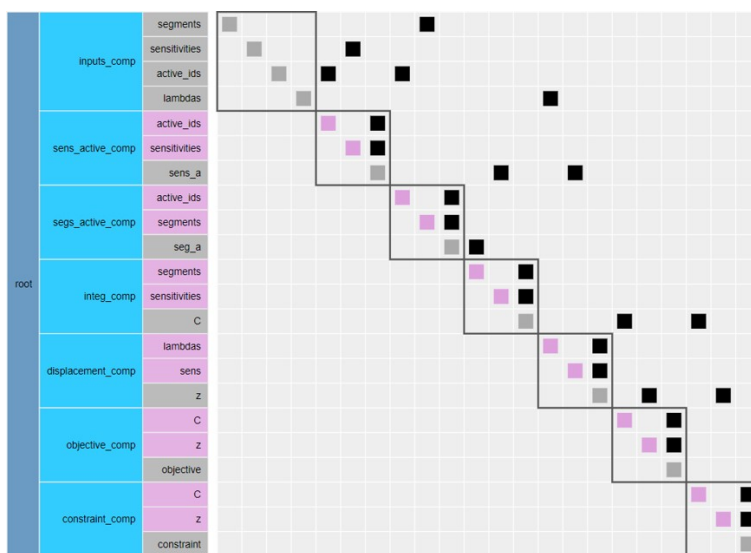 root
inputs_comp
segments
sensitivities
active_ids
lambdas
sens_active_comp
active_ids
sensitivities
sens_a
segs_active_comp
active_ids
segments
seg_a
integ_comp
segments
sensitivities
C
displacement_comp
lambdas
sens
z
objective_comp
C
z
objective
constraint_comp
C
z
constraint